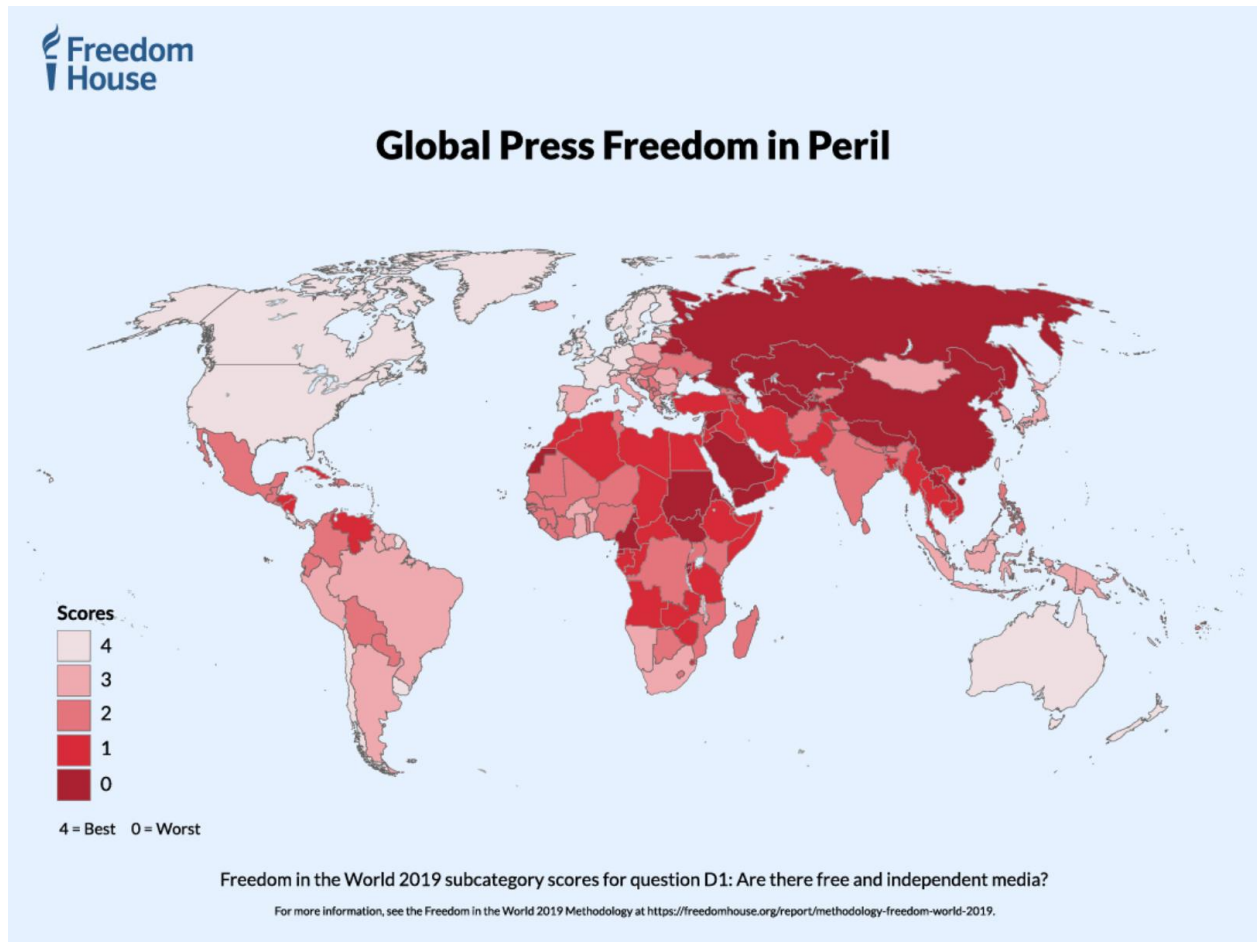 Freedom
House
Global Press Freedom in Peril
Scores
4
3
2
1
0
4 = Best 0 = Worst
Freedom in the World 2019 subcategory scores for question D1: Are there free and independent media?
For more information, see the Freedom in the World 2019 Methodology at https://freedomhouse.org/report/methodology-freedom-world-2019.